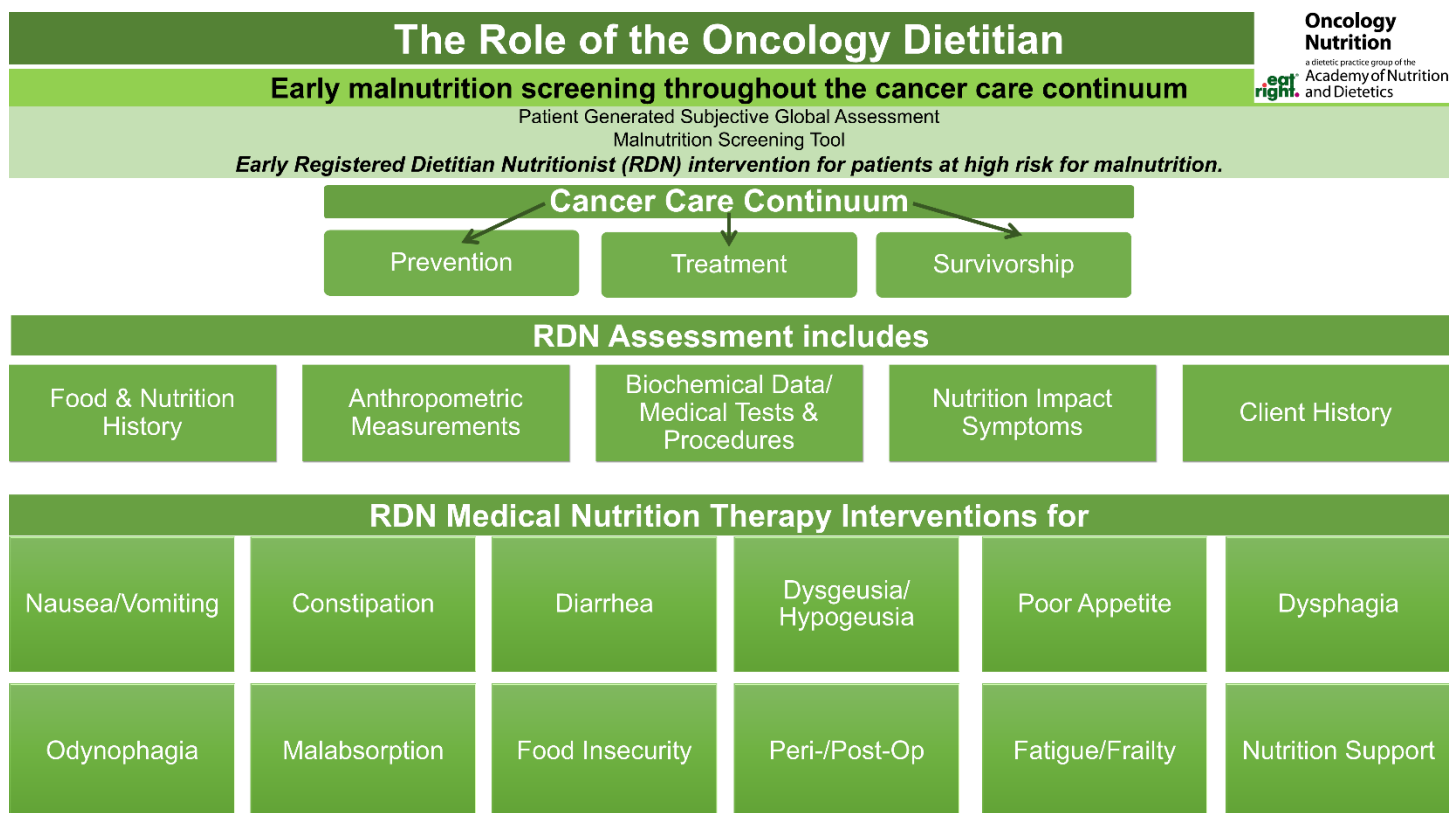 The Role of the Oncology Dietitian
Oncology
Nutrition
a dietetic practice group of the
eat right. Academy of Nutrition
and Dietetics
Early malnutrition screening throughout the cancer care continuum
Patient Generated Subjective Global Assessment
Malnutrition Screening Tool
Early Registered Dietitian Nutritionist (RDN) intervention for patients at high risk for malnutrition.
Cancer Care Continuum
Prevention
Treatment
Survivorship
RDN Assessment includes
Food & Nutrition
History
Anthropometric
Measurements
Biochemical Data/
Medical Tests &
Procedures
Nutrition Impact
Symptoms
Client History
RDN Medical Nutrition Therapy Interventions for
Nausea/Vomiting
Constipation
Diarrhea
Dysgeusia/
Hypogeusia
Poor Appetite
Dysphagia
Odynophagia
Malabsorption
Food Insecurity
Peri-/Post-Op
Fatigue/Frailty
Nutrition Support